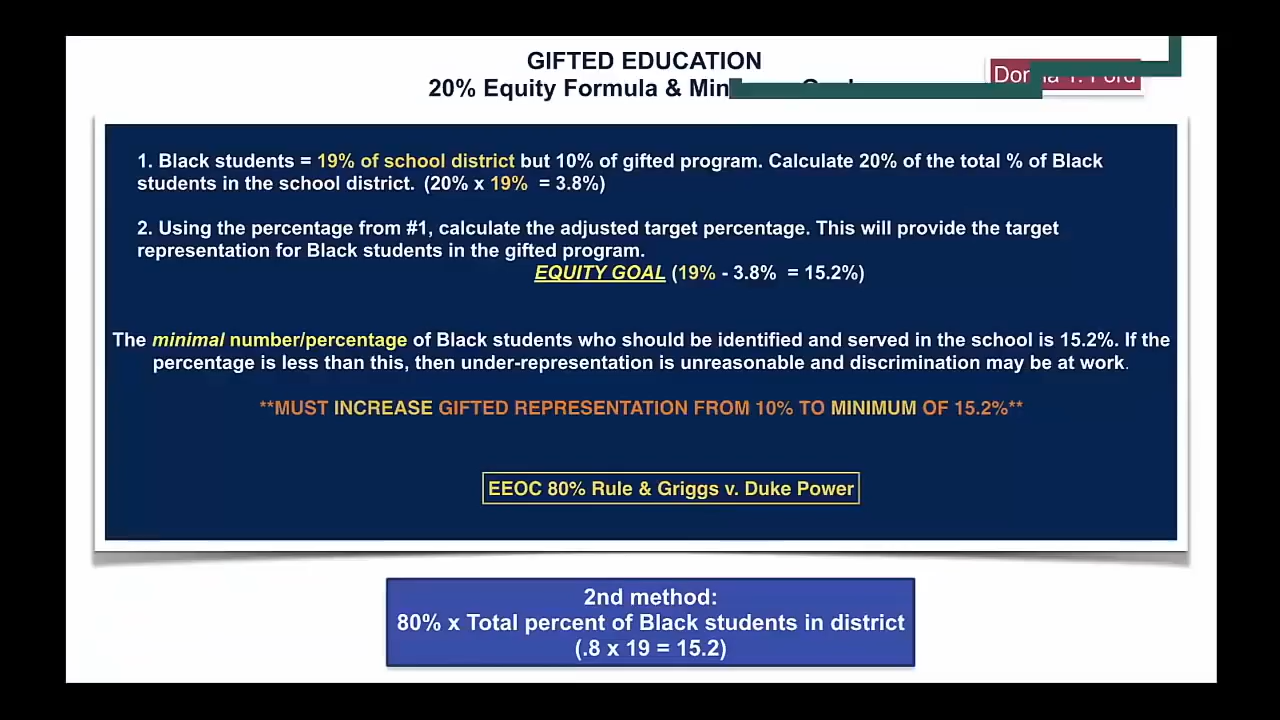 GIFTED EDUCATION
20% Equity Formula & Min
1. Black students = 19% of school district but 10% of gifted program. Calculate 20% of the total % of Black
students in the school district. (20% x 19% = 3.8%)
2. Using the percentage from #1, calculate the adjusted target percentage. This will provide the target
representation for Black students in the gifted program.
EQUITY GOAL (19% - 3.8% = 15.2%)
The minimal number/percentage of Black students who should be identified and served in the school is 15.2%. If the
percentage is less than this, then under-representation is unreasonable and discrimination may be at work.
**MUST INCREASE GIFTED REPRESENTATION FROM 10% TO MINIMUM OF 15.2%**
EEOC 80% Rule & Griggs v. Duke Power
2nd method:
80% x Total percent of Black students in district
(.8 x 19 = 15.2)